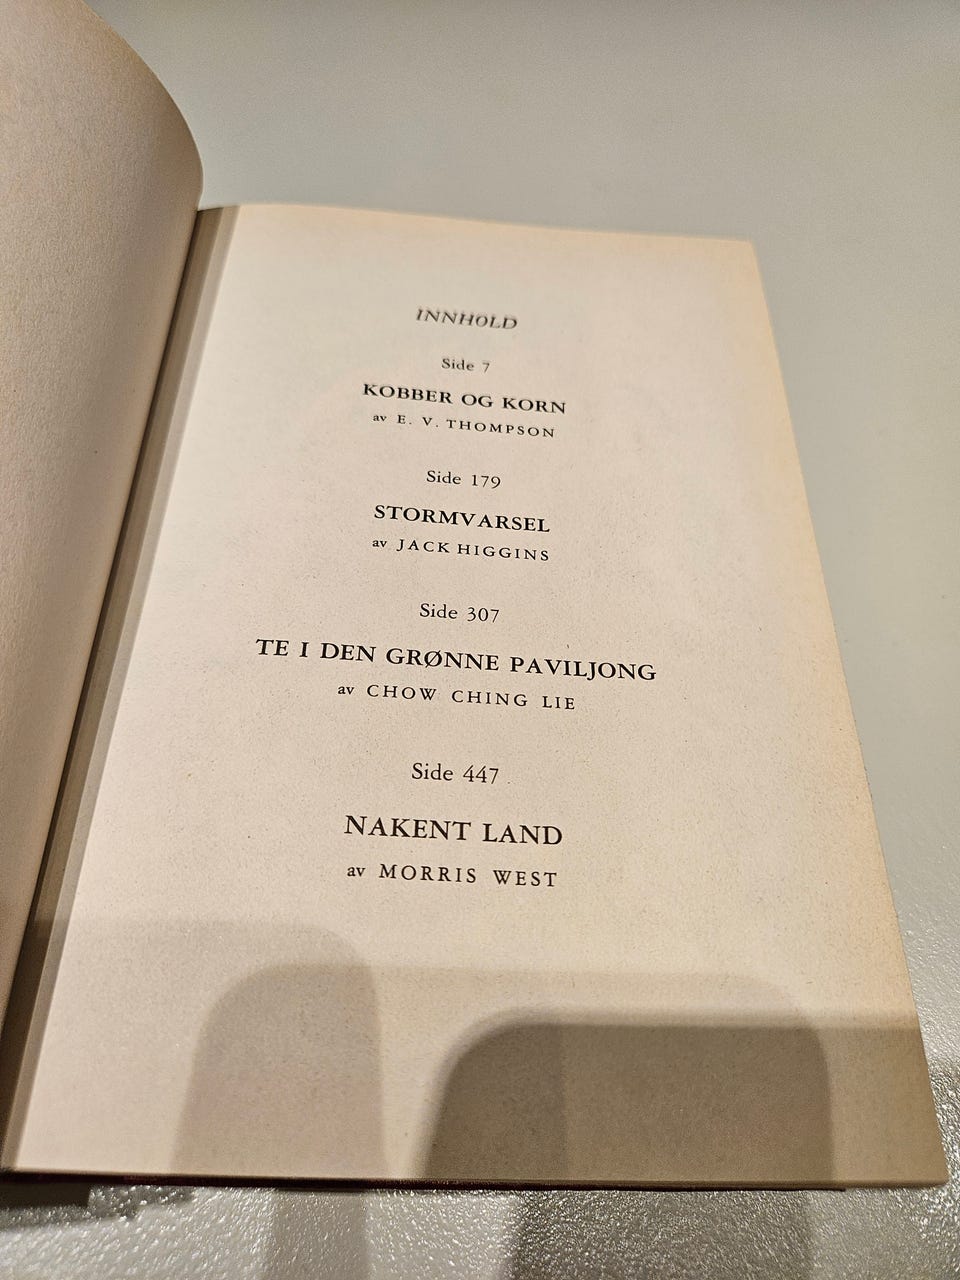 INNHOLD
Side 7
KOBBER OG KORN
av E. V. THOMPSON
Side 179
STORMVARSEL
av JACK HIGGINS
Side 307
TE I DEN GRØNNE PAVILJONG
av CHOW CHING LIE
Side 447
NAKENT LAND
av MORRIS WEST